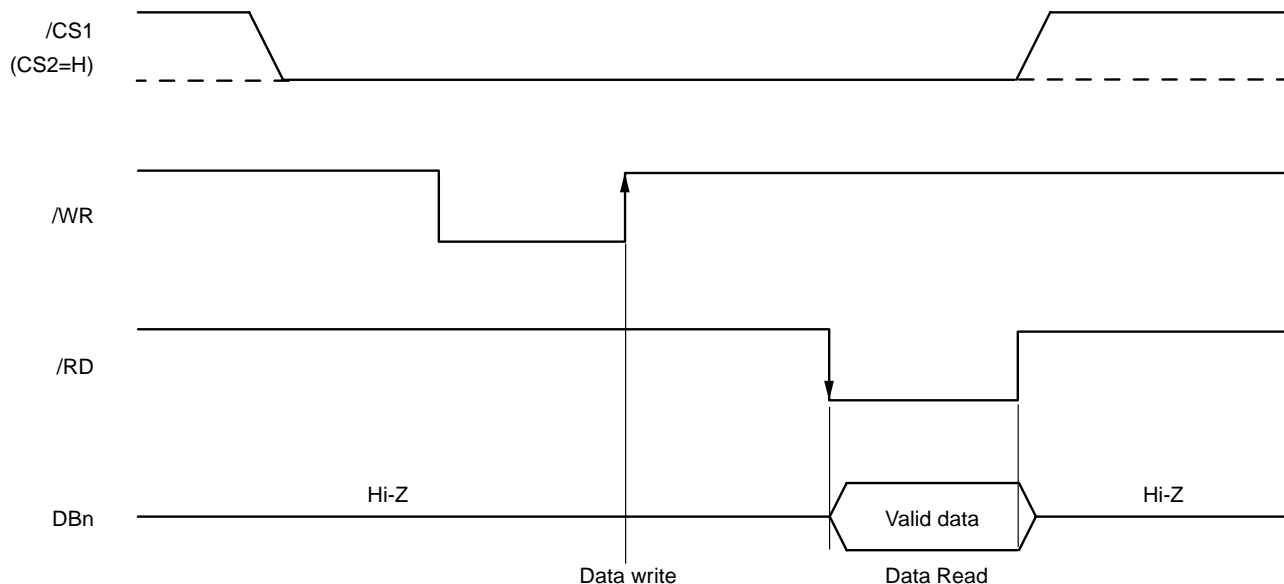 /CS1
(CS2=H)
/WR
/RD
Hi-Z
Hi-Z
DBn
Valid data
Data write
Data Read